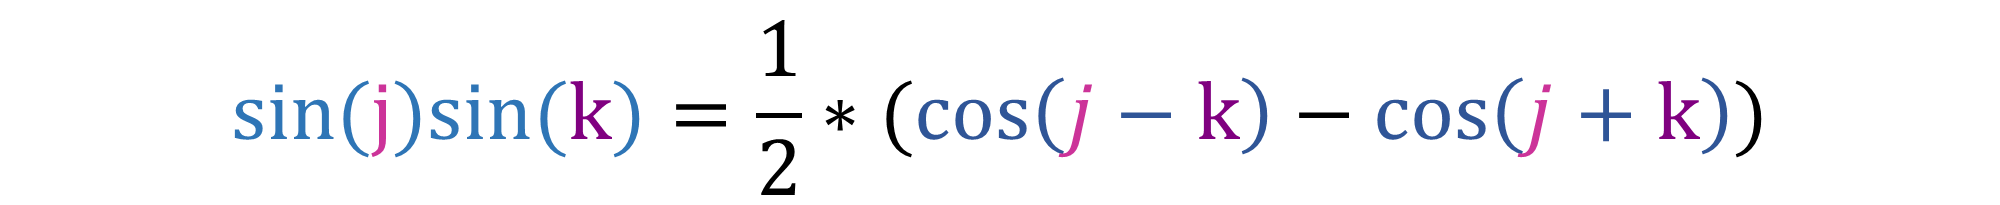 sin(j)sin(k) = 1/2 * (cos(j − k) − cos(j + k))